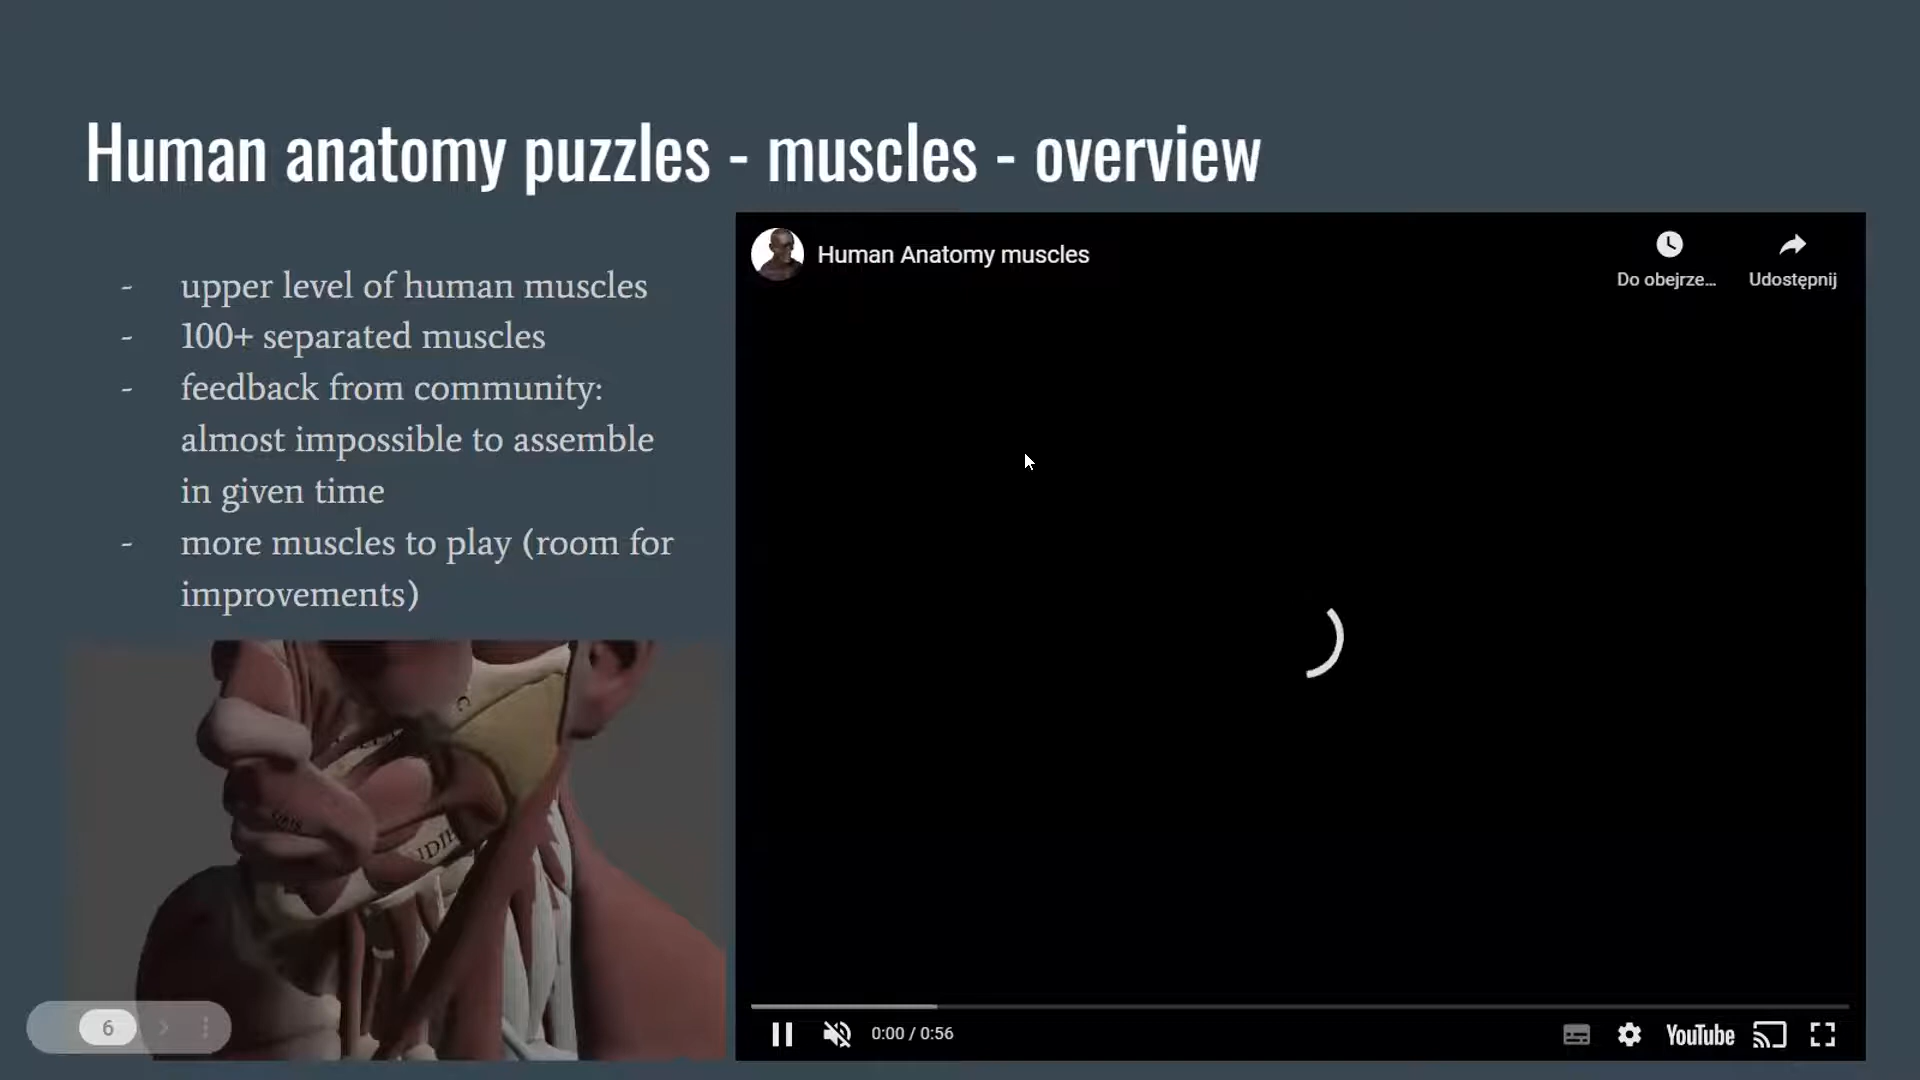 Human anatomy puzzles - muscles - overview
- upper level of human muscles
- 100+ separated muscles
- feedback from community:
almost impossible to assemble
in given time
- more muscles to play (room for
improvements)
Human Anatomy muscles
Do obejrze...
Udostępnij
6
0:00 / 0:56
YouTube